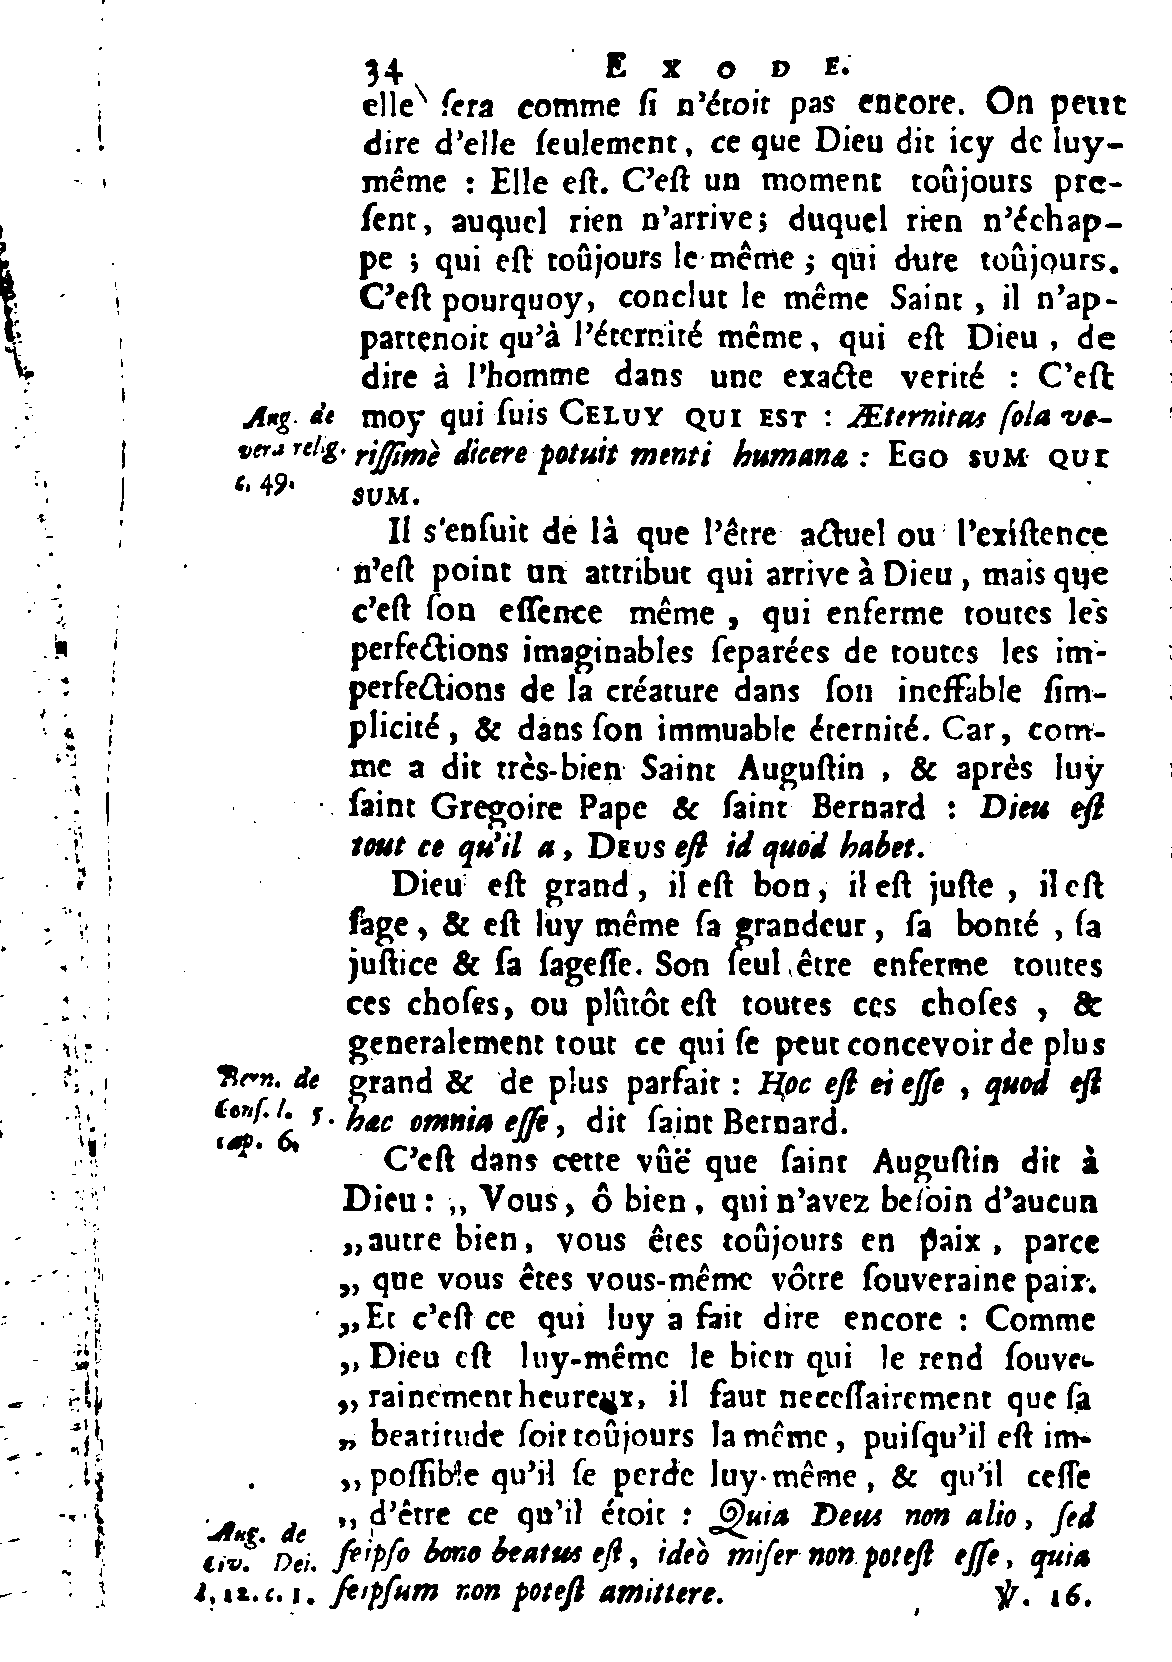 34 EXODE.
elle ſera comme ſi n'étoit pas encore. On peut
dire d'elle ſeulement, ce que Dieu dit icy de luy-
même : Elle eſt. C'eſt un moment toûjours pre-
ſent, auquel rien n'arrive; duquel rien n'échap-
pe ; qui eſt toûjours le même ; qui dure toûjours.
C'eſt pourquoy, conclut le même Saint, il n'ap-
partenoit qu'à l'éternité même, qui eſt Dieu, de
dire à l'homme dans une exacte verité : C'eſt
Aug. de moy qui ſuis CELUY QUI EST : Æternitas ſola ve-
vera relig. riſſimè dicere potuit menti humanæ : EGO SUM QUI
c. 49. SUM.
Il s'enſuit de là que l'être actuel ou l'exiſtence
n'eſt point un attribut qui arrive à Dieu, mais que
c'eſt ſon eſſence même, qui enferme toutes les
perfections imaginables ſeparées de toutes les im-
perfections de la créature dans ſon ineffable ſim-
plicité, & dans ſon immuable éternité. Car, com-
me a dit très-bien Saint Auguſtin, & après luy
ſaint Gregoire Pape & ſaint Bernard : Dieu eſt
tout ce qu'il a, DEUS eſt id quod habet.
Dieu eſt grand, il eſt bon, il eſt juſte, il eſt
ſage, & eſt luy même ſa grandeur, ſa bonté, ſa
juſtice & ſa ſageſſe. Son ſeul être enferme toutes
ces choſes, ou plûtôt eſt toutes ces choſes, &
generalement tout ce qui ſe peut concevoir de plus
Bern. de grand & de plus parfait : Hoc eſt ei eſſe, quod eſt
Conſ. l. 5. hæc omnia eſſe, dit ſaint Bernard.
cap. 6.
C'eſt dans cette vûë que ſaint Auguſtin dit à
Dieu : ,, Vous, ô bien, qui n'avez beſoin d'aucun
,, autre bien, vous êtes toûjours en paix, parce
,, que vous êtes vous-même vôtre ſouveraine paix.
,, Et c'eſt ce qui luy a fait dire encore : Comme
,, Dieu eſt luy-même le bien qui le rend ſouve-
,, rainement heureux, il faut neceſſairement que ſa
,, beatitude ſoit toûjours la même, puiſqu'il eſt im-
,, poſſible qu'il ſe perde luy-même, & qu'il ceſſe
,, d'être ce qu'il étoit : Quia Deus non alio, ſed
Aug. de ſeipſo bono beatus eſt, ideò miſer non poteſt eſſe, quia
Civ. Dei. ſeipſum non poteſt amittere.
l. 12. c. 1. ℣. 16.